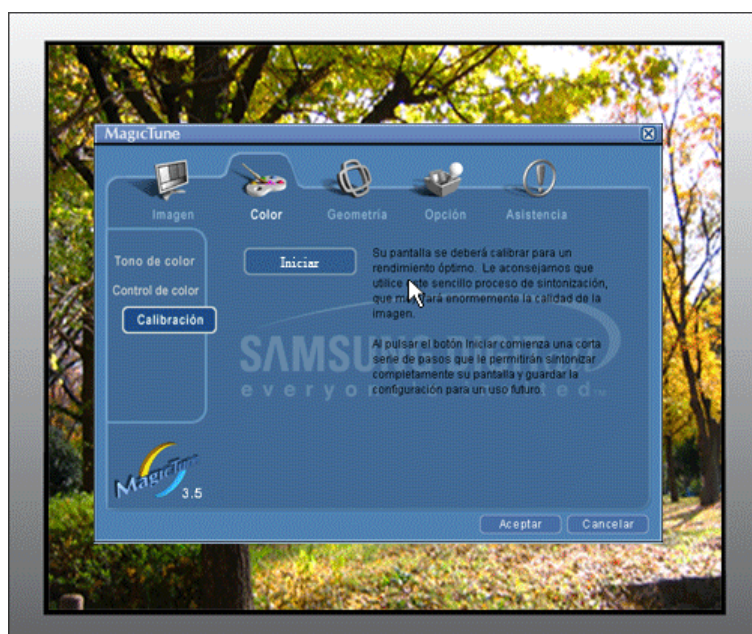 MagicTune
Imagen
Color
Geometría
Opción
Asistencia
Tono de color
Control de color
Calibración
Iniciar
Su pantalla se deberá calibrar para un
rendimiento óptimo. Le aconsejamos que
utilice sencillo proceso de sintonización,
que enormemente la calidad de la
imagen.
Al pulsar el botón Iniciar comienza una corta
serie de pasos que le permitirán sintonizar
completamente su pantalla y guardar la
configuración para un uso futuro.
MagicTune
3.5
Aceptar
Cancelar